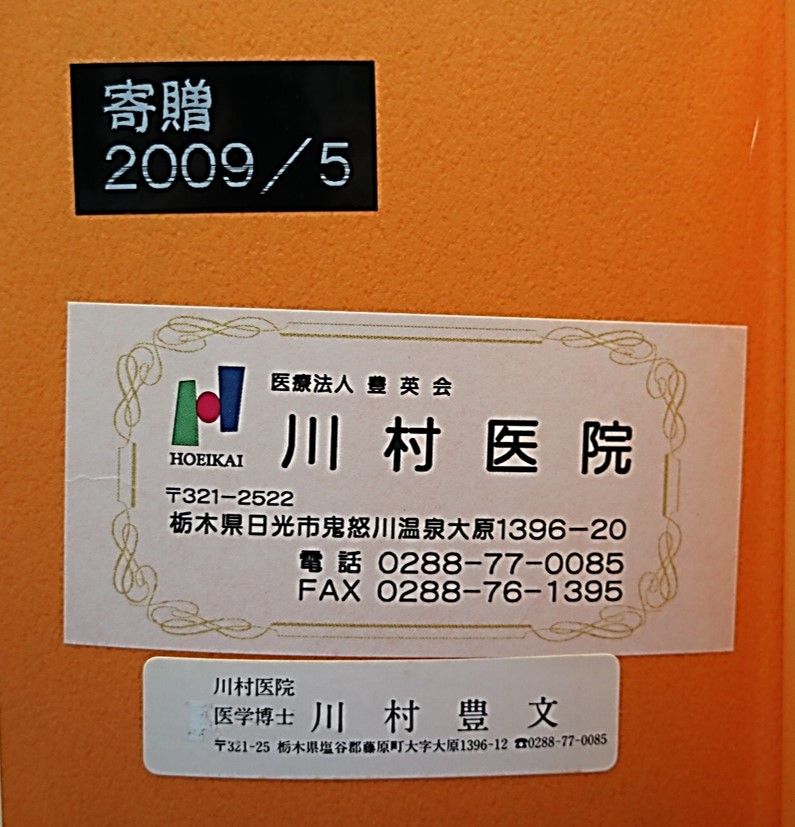 寄贈
2009／5
医療法人 豊英会
川村医院
HOEIKAI
〒321-2522
栃木県日光市鬼怒川温泉大原1396-20
電話 0288-77-0085
FAX 0288-76-1395
川村医院
医学博士 川村豊文
〒321-25 栃木県塩谷郡藤原町大字大原1396-12 ☎0288-77-0085